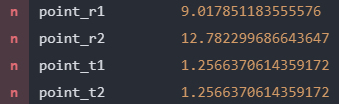 n point_r1 9.017851183555576
n point_r2 12.782299686643647
n point_t1 1.2566370614359172
n point_t2 1.2566370614359172